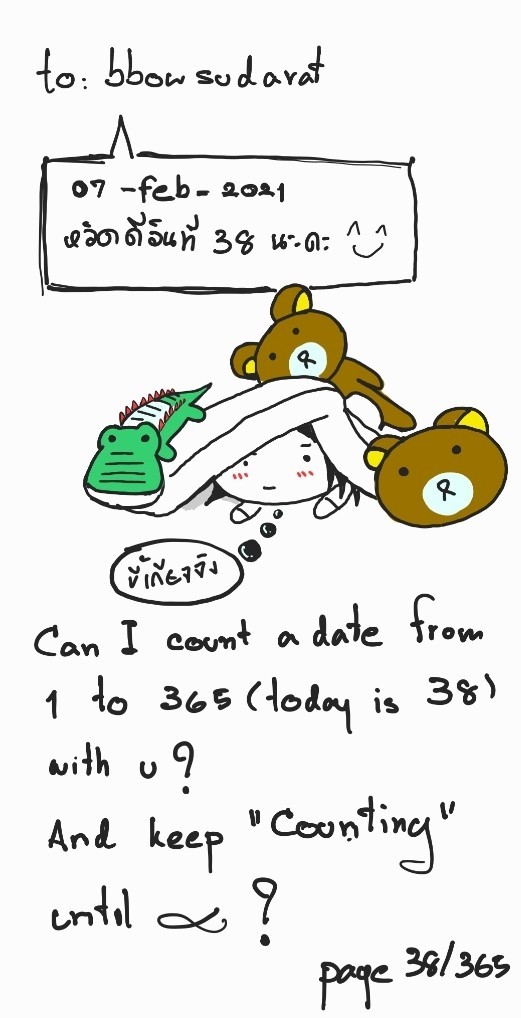 to: bbow sudarat
07 - feb - 2021
หวัดดีวันที่ 38 นะคะ
R
R
ขี้เกียจจัง
Can I count a date from
1 to 365 (today is 38)
with u?
And keep "Counting"
until ∝ ?
page 38/365